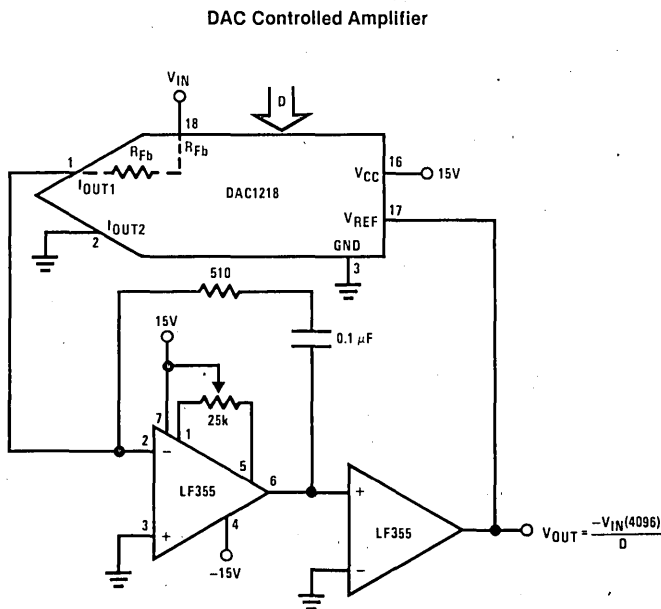 DAC Controlled Amplifier
VIN
D
18
RFb
RFb
1
IOUT1
DAC1218
16
VCC
15V
17
VREF
IOUT2
2
GND
3
510
0.1 µF
15V
25k
7
1
2
−
5
6
LF355
3
+
4
−15V
+
LF355
−
VOUT = −VIN(4096)
D